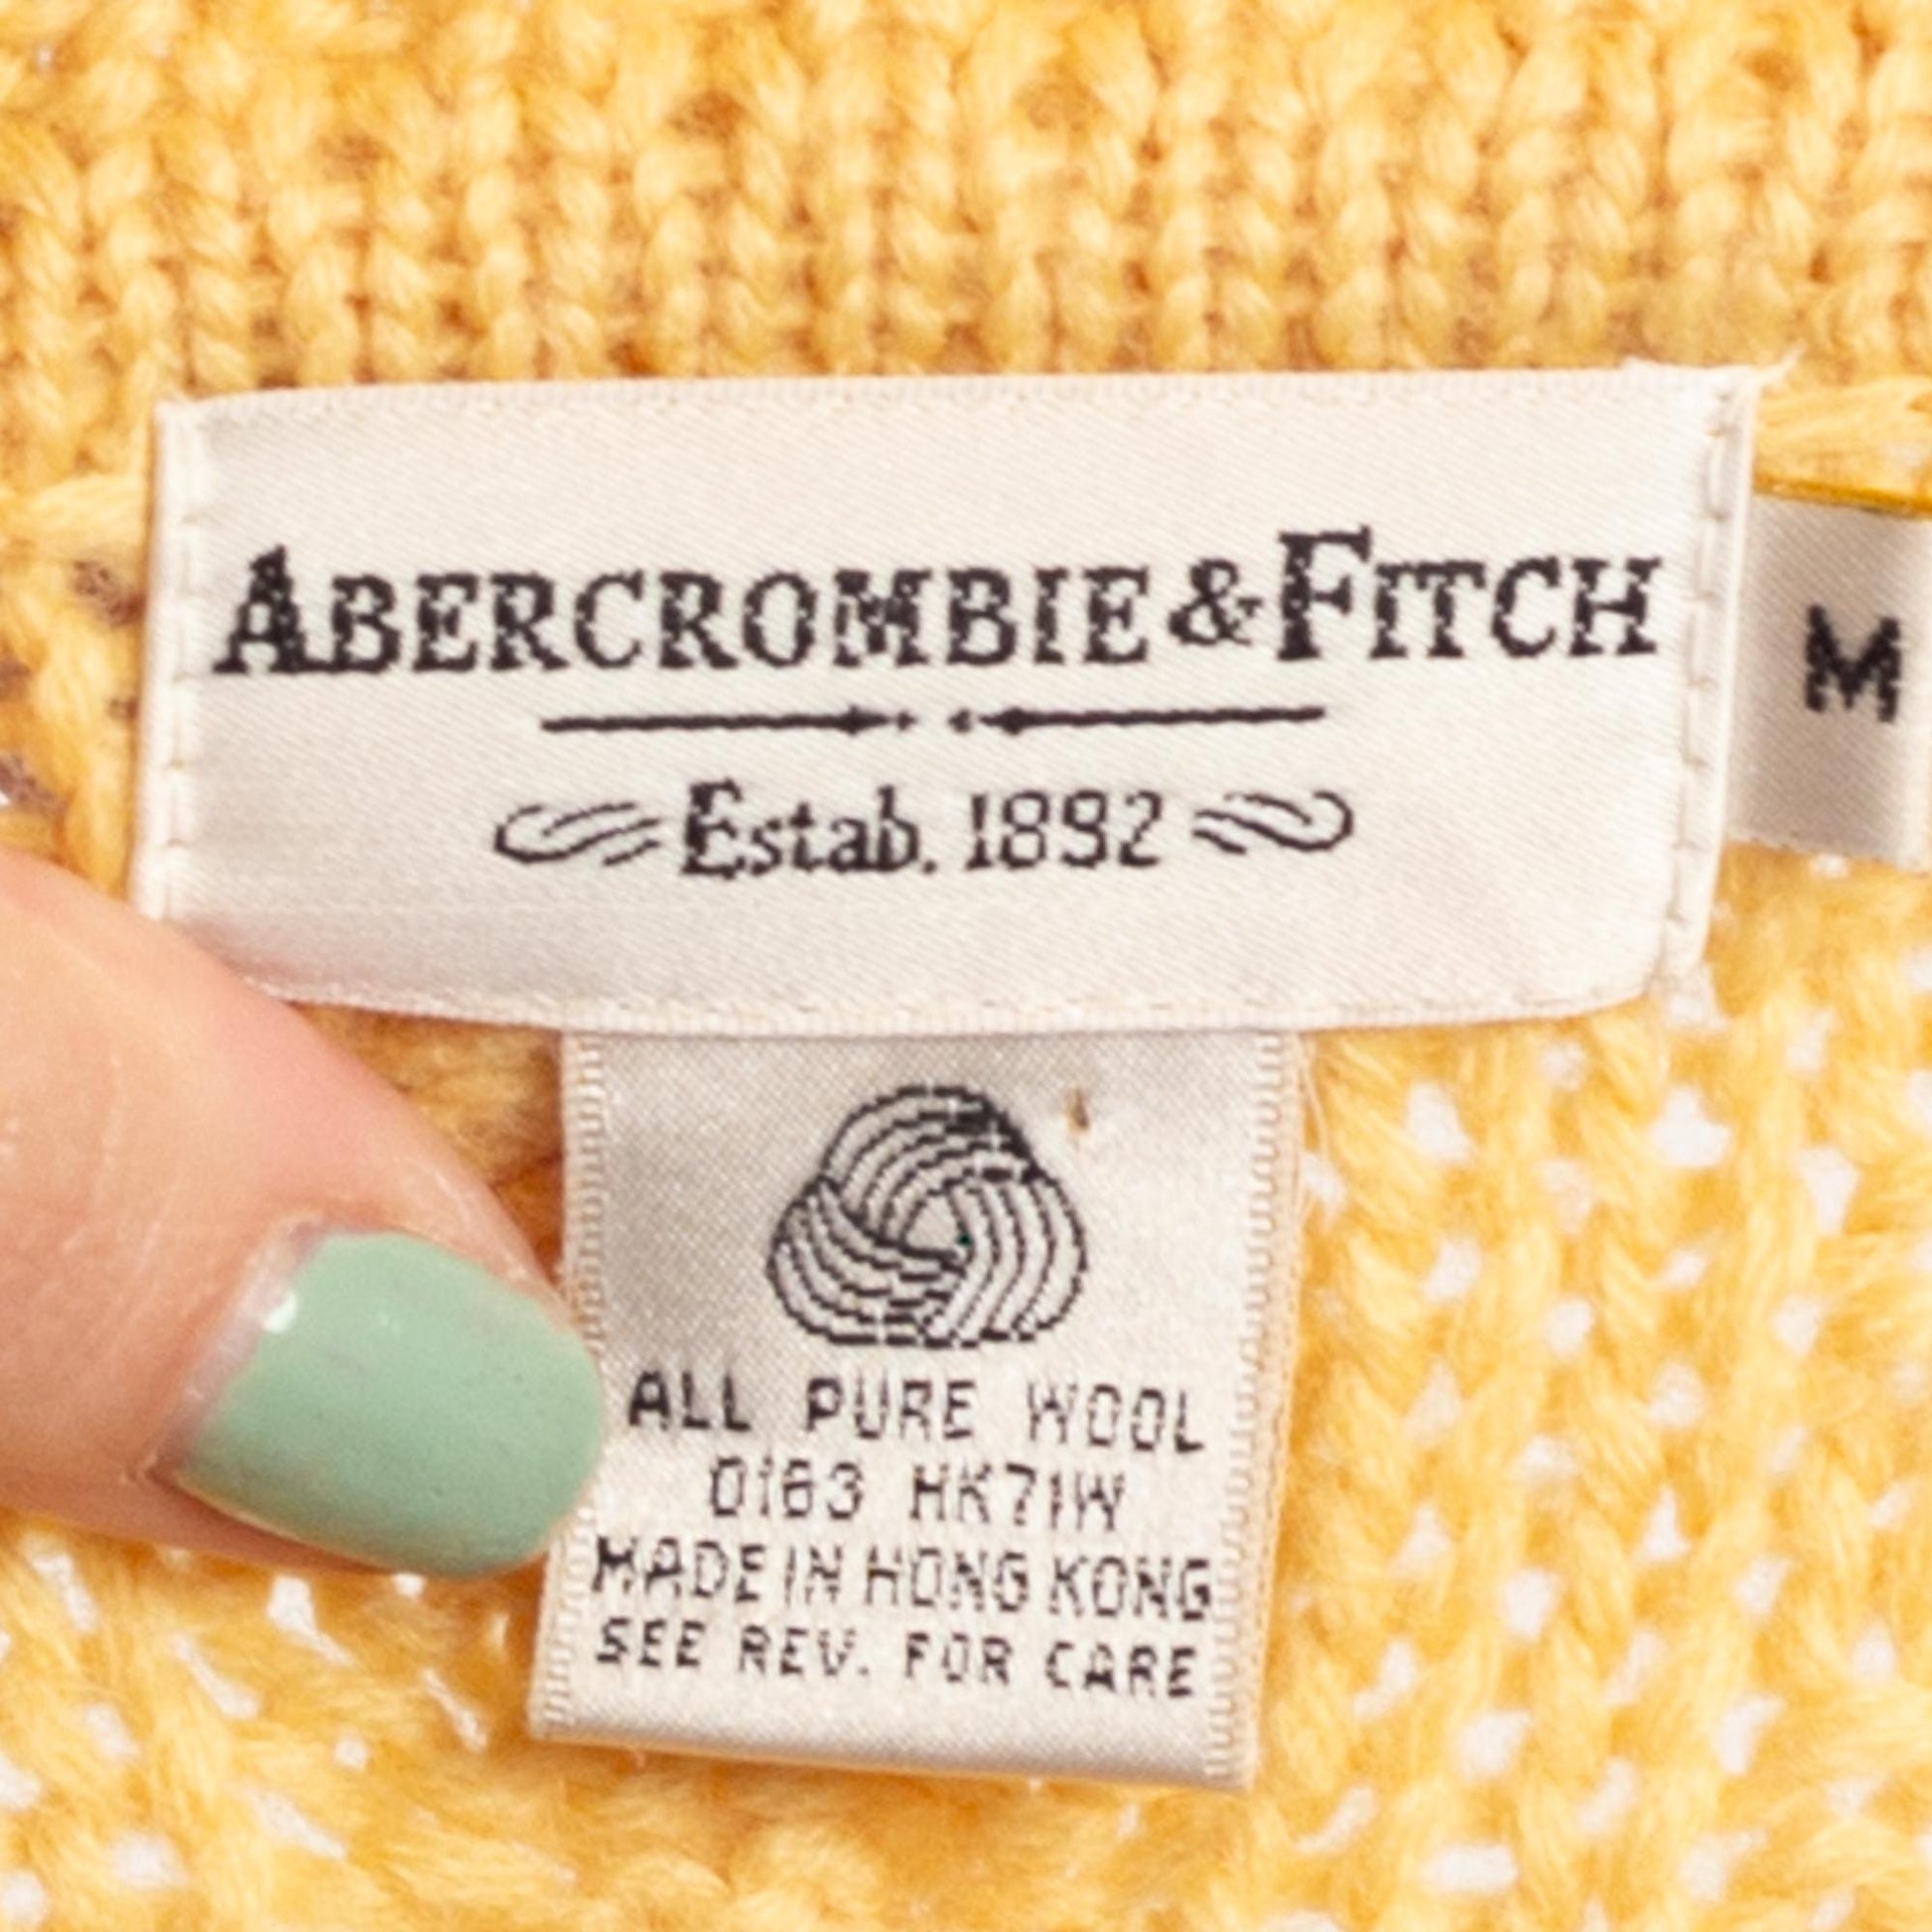 ABERCROMBIE & FITCH
Estab. 1892
M
ALL PURE WOOL
0163 HK71W
MADE IN HONG KONG
SEE REV. FOR CARE